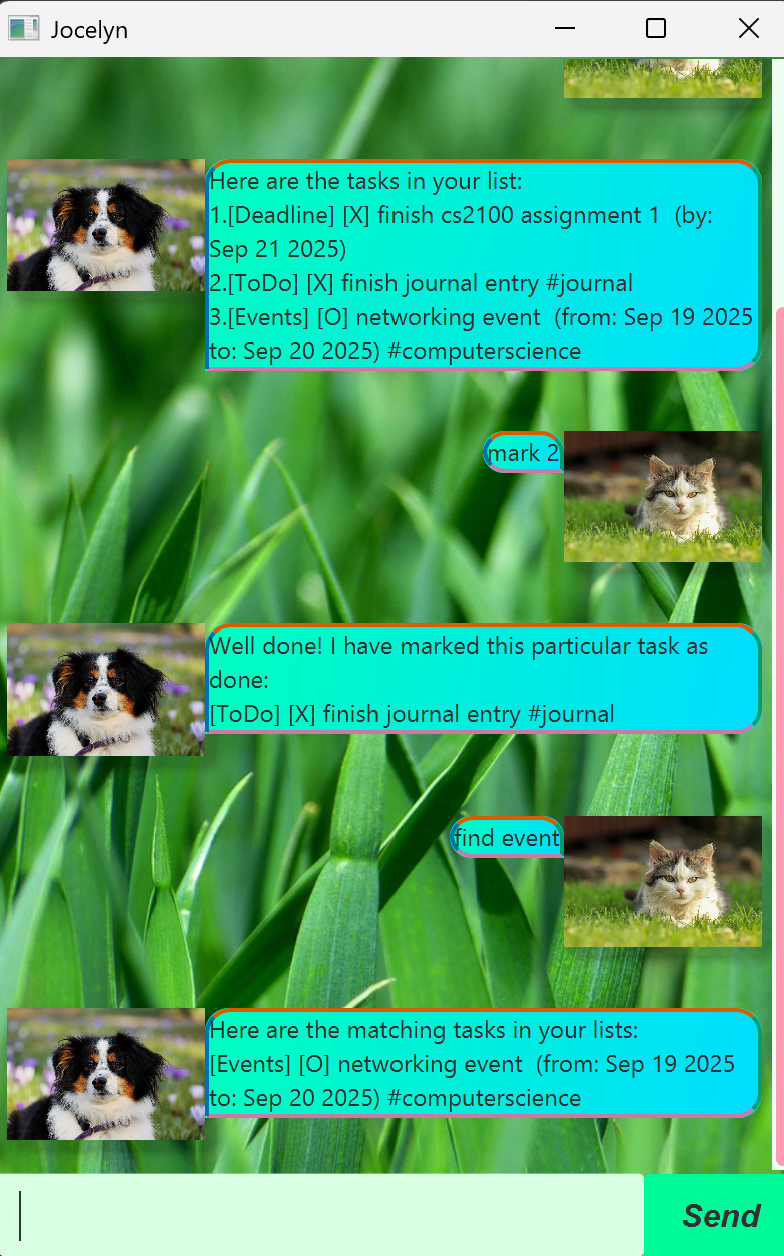 Jocelyn
Here are the tasks in your list:
1.[Deadline] [X] finish cs2100 assignment 1  (by:
Sep 21 2025)
2.[ToDo] [X] finish journal entry #journal
3.[Events] [O] networking event  (from: Sep 19 2025
to: Sep 20 2025) #computerscience
mark 2
Well done! I have marked this particular task as
done:
[ToDo] [X] finish journal entry #journal
find event
Here are the matching tasks in your lists:
[Events] [O] networking event  (from: Sep 19 2025
to: Sep 20 2025) #computerscience
Send